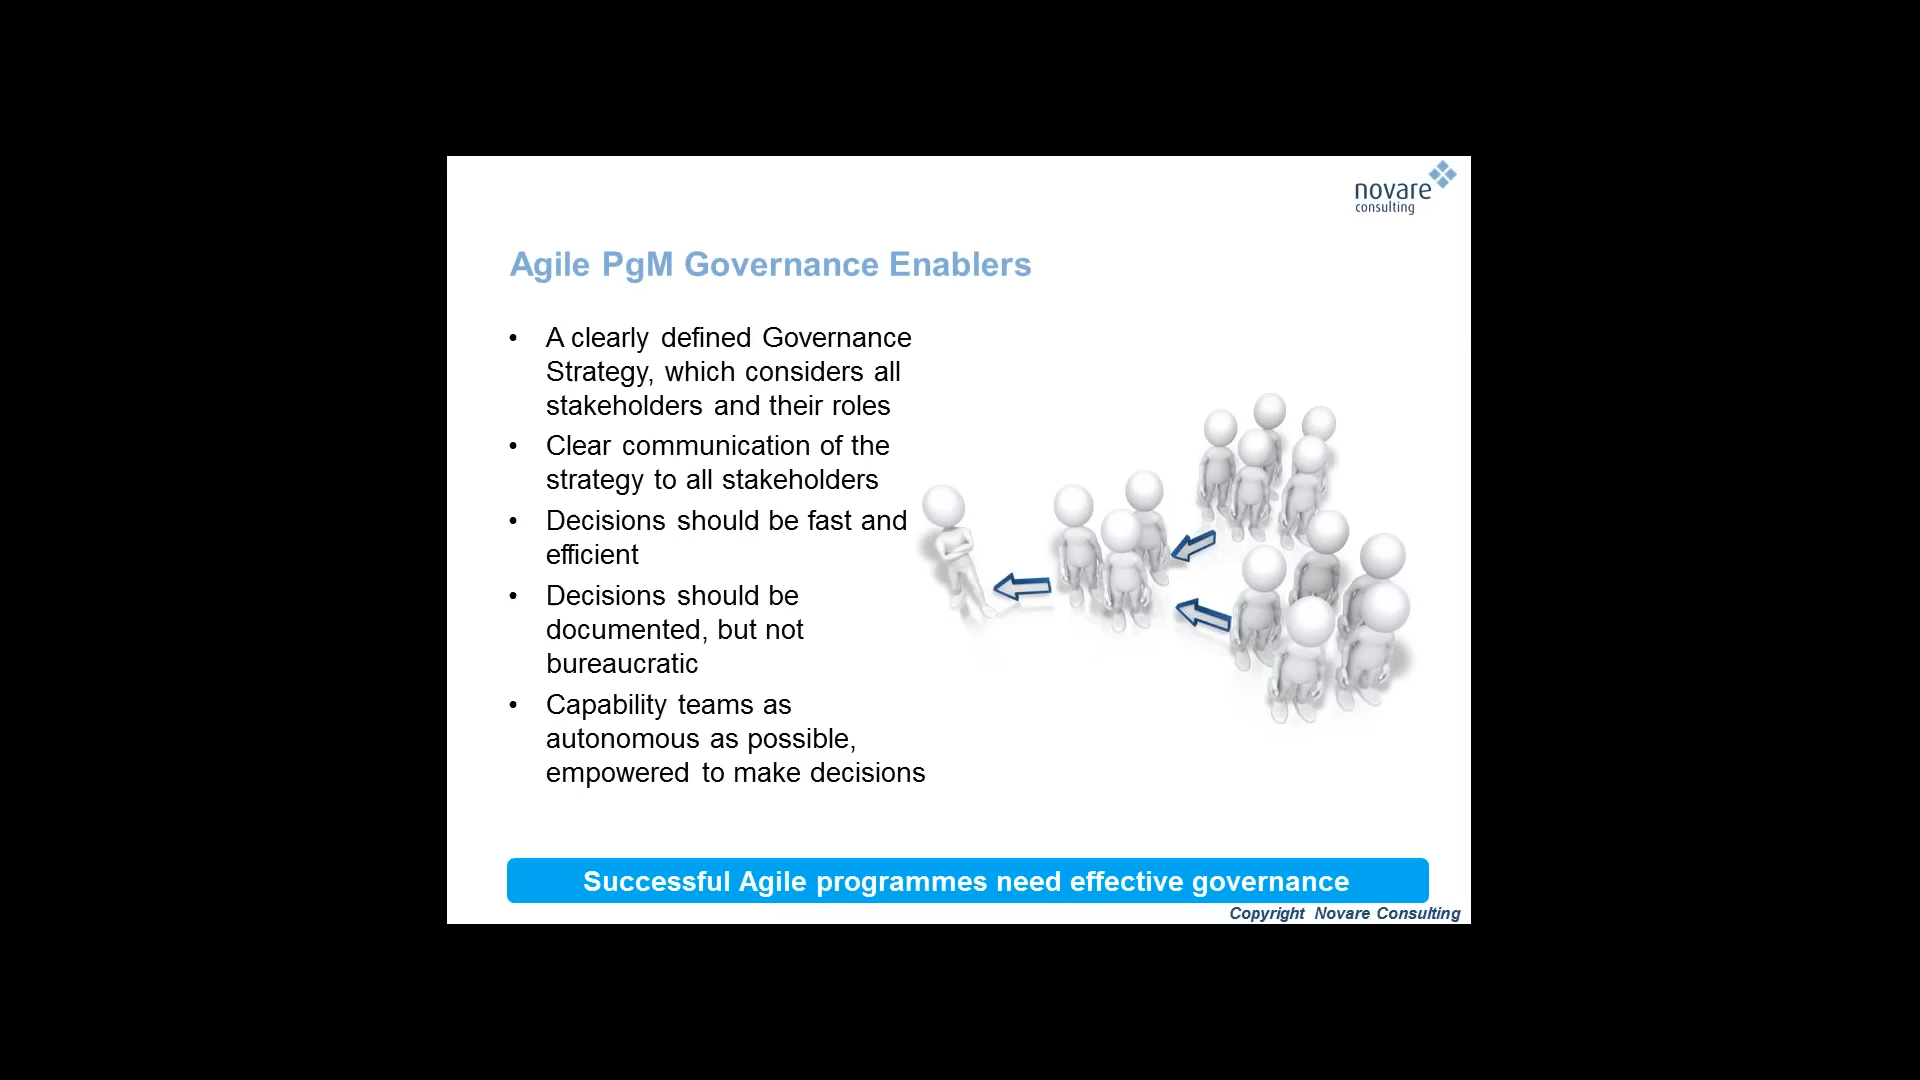 novare
consulting
Agile PgM Governance Enablers
• A clearly defined Governance
Strategy, which considers all
stakeholders and their roles
• Clear communication of the
strategy to all stakeholders
• Decisions should be fast and
efficient
• Decisions should be
documented, but not
bureaucratic
• Capability teams as
autonomous as possible,
empowered to make decisions
Successful Agile programmes need effective governance
Copyright Novare Consulting